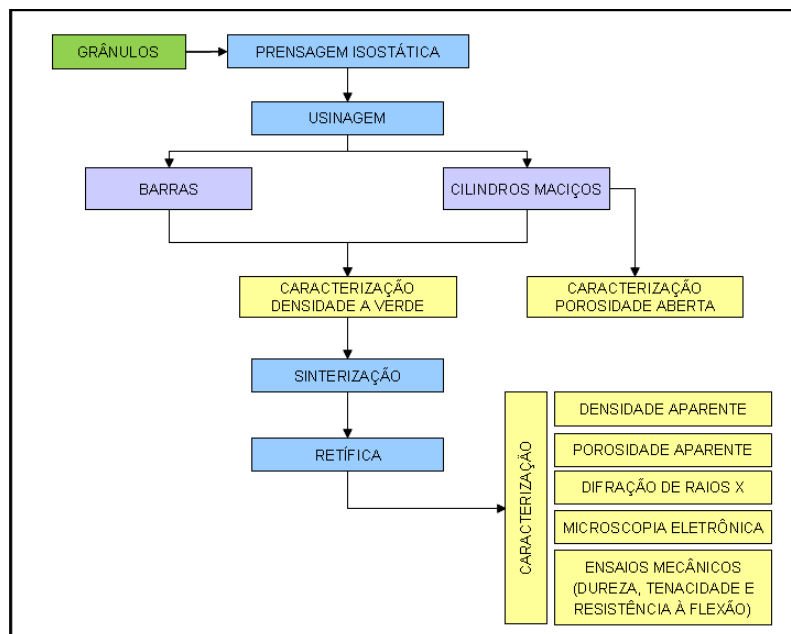 GRÂNULOS
PRENSAGEM ISOSTÁTICA
USINAGEM
BARRAS
CILINDROS MACIÇOS
CARACTERIZAÇÃO
DENSIDADE A VERDE
CARACTERIZAÇÃO
POROSIDADE ABERTA
SINTERIZAÇÃO
RETÍFICA
CARACTERIZAÇÃO
DENSIDADE APARENTE
POROSIDADE APARENTE
DIFRAÇÃO DE RAIOS X
MICROSCOPIA ELETRÔNICA
ENSAIOS MECÂNICOS
(DUREZA, TENACIDADE E
RESISTÊNCIA À FLEXÃO)